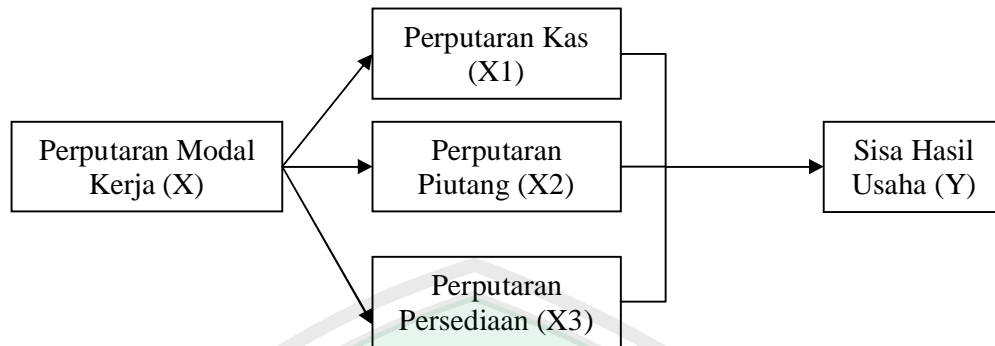 Perputaran Modal
Kerja (X)
Perputaran Kas
(X1)
Perputaran
Piutang (X2)
Perputaran
Persediaan (X3)
Sisa Hasil
Usaha (Y)